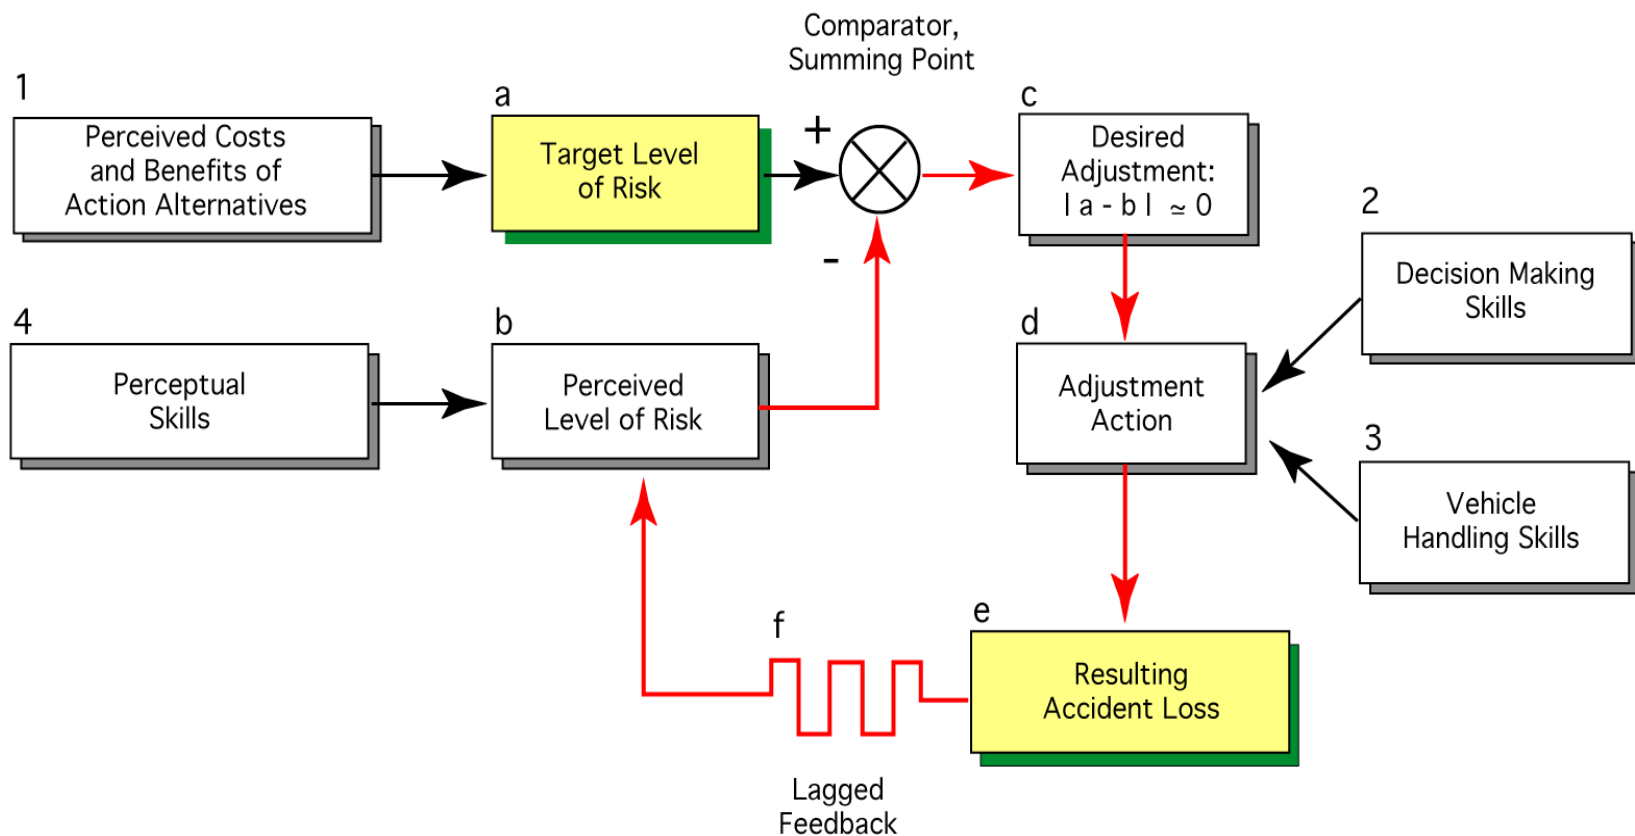 Comparator,
Summing Point
1
Perceived Costs
and Benefits of
Action Alternatives
a
Target Level
of Risk
+
-
c
Desired
Adjustment:
| a - b | ≃ 0
2
Decision Making
Skills
4
Perceptual
Skills
b
Perceived
Level of Risk
d
Adjustment
Action
3
Vehicle
Handling Skills
f
Lagged
Feedback
e
Resulting
Accident Loss